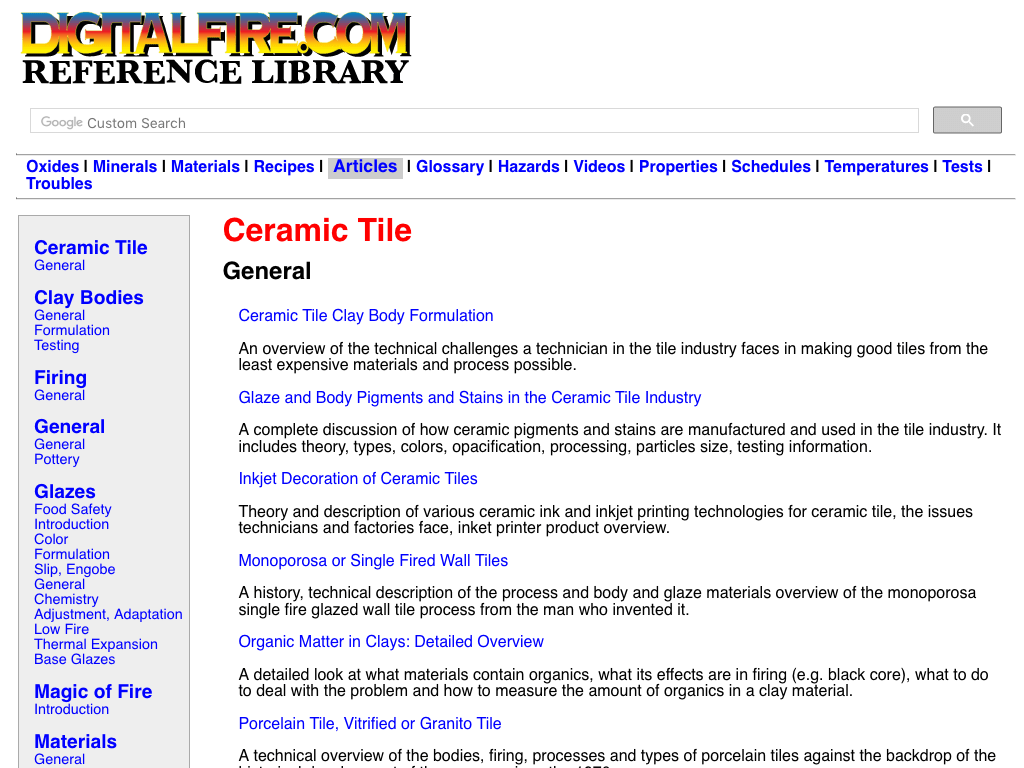 DIGITALFIRE.COM
REFERENCE LIBRARY
Google Custom Search
Oxides | Minerals | Materials | Recipes | Articles | Glossary | Hazards | Videos | Properties | Schedules | Temperatures | Tests |
Troubles
Ceramic Tile
General
Clay Bodies
General
Formulation
Testing
Firing
General
General
General
Pottery
Glazes
Food Safety
Introduction
Color
Formulation
Slip, Engobe
General
Chemistry
Adjustment, Adaptation
Low Fire
Thermal Expansion
Base Glazes
Magic of Fire
Introduction
Materials
General
Ceramic Tile
General
Ceramic Tile Clay Body Formulation
An overview of the technical challenges a technician in the tile industry faces in making good tiles from the
least expensive materials and process possible.
Glaze and Body Pigments and Stains in the Ceramic Tile Industry
A complete discussion of how ceramic pigments and stains are manufactured and used in the tile industry. It
includes theory, types, colors, opacification, processing, particles size, testing information.
Inkjet Decoration of Ceramic Tiles
Theory and description of various ceramic ink and inkjet printing technologies for ceramic tile, the issues
technicians and factories face, inket printer product overview.
Monoporosa or Single Fired Wall Tiles
A history, technical description of the process and body and glaze materials overview of the monoporosa
single fire glazed wall tile process from the man who invented it.
Organic Matter in Clays: Detailed Overview
A detailed look at what materials contain organics, what its effects are in firing (e.g. black core), what to do
to deal with the problem and how to measure the amount of organics in a clay material.
Porcelain Tile, Vitrified or Granito Tile
A technical overview of the bodies, firing, processes and types of porcelain tiles against the backdrop of the